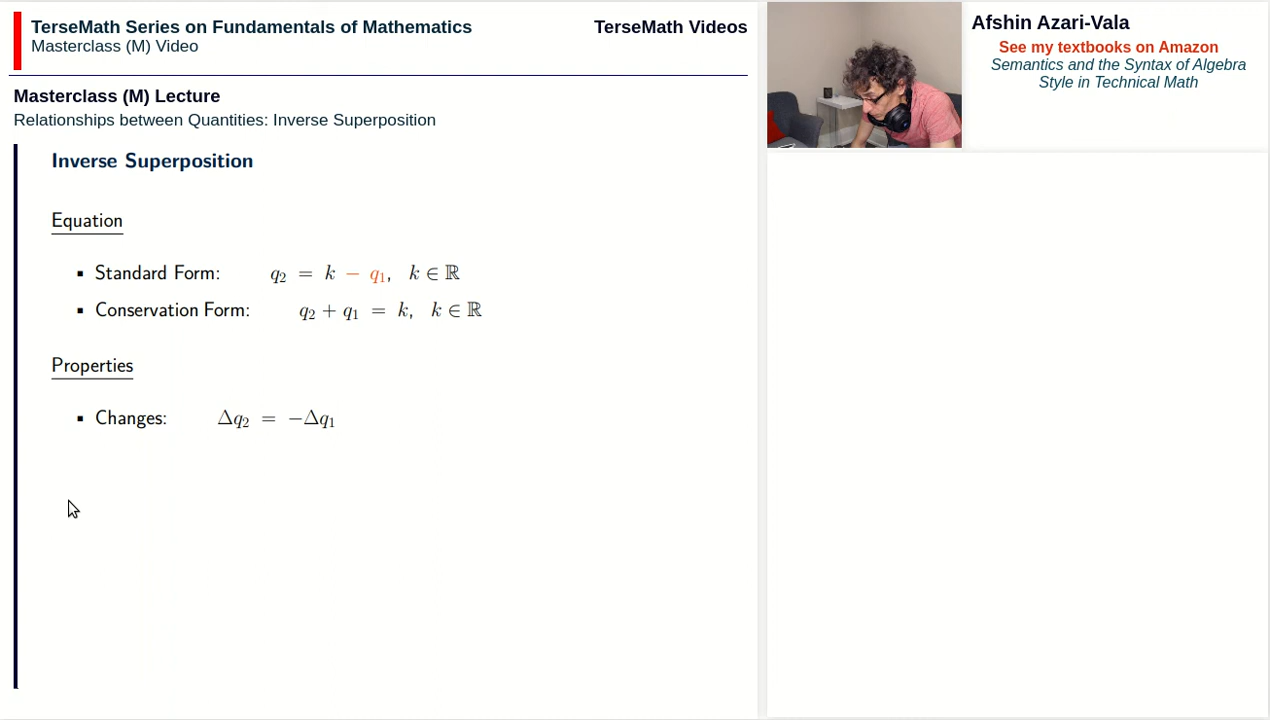 TerseMath Series on Fundamentals of Mathematics
Masterclass (M) Video
TerseMath Videos
Masterclass (M) Lecture
Relationships between Quantities: Inverse Superposition
Inverse Superposition
Equation
▪ Standard Form: q₂ = k − q₁, k ∈ ℝ
▪ Conservation Form: q₂ + q₁ = k, k ∈ ℝ
Properties
▪ Changes: Δq₂ = −Δq₁
Afshin Azari-Vala
See my textbooks on Amazon
Semantics and the Syntax of Algebra
Style in Technical Math